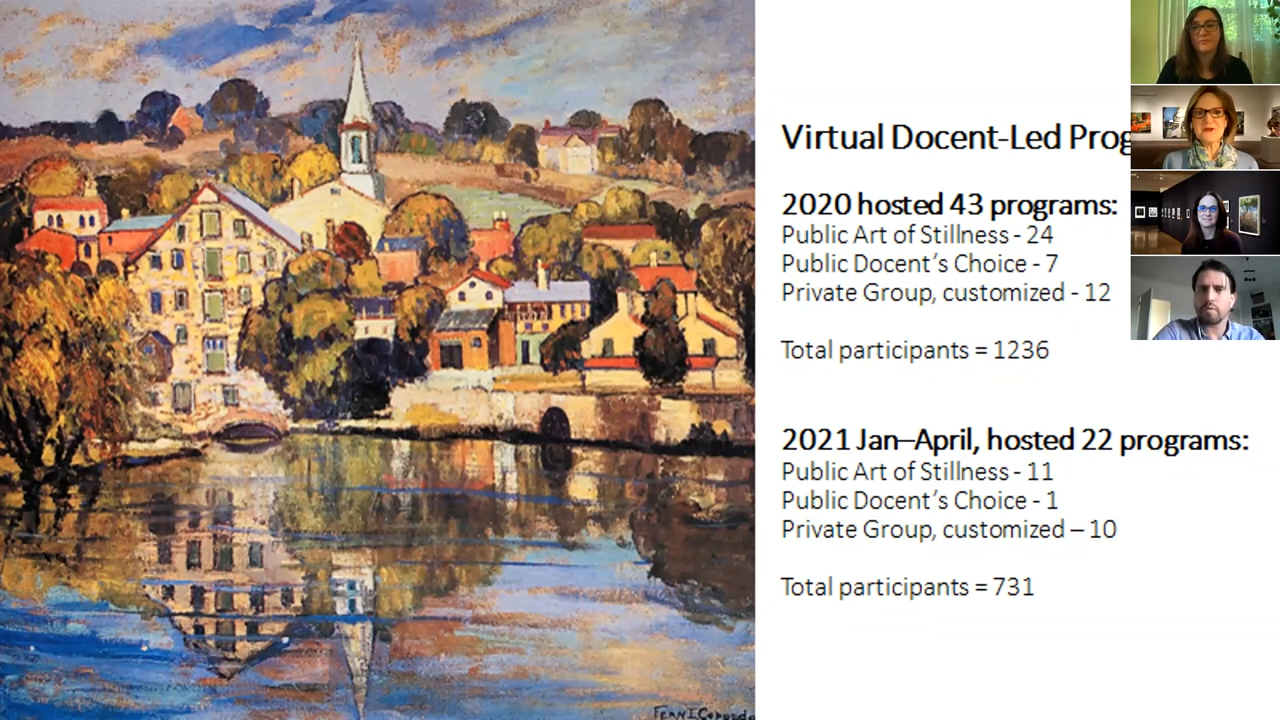 Virtual Docent-Led Prog
2020 hosted 43 programs:
Public Art of Stillness - 24
Public Docent’s Choice - 7
Private Group, customized - 12
Total participants = 1236
2021 Jan–April, hosted 22 programs:
Public Art of Stillness - 11
Public Docent’s Choice - 1
Private Group, customized – 10
Total participants = 731